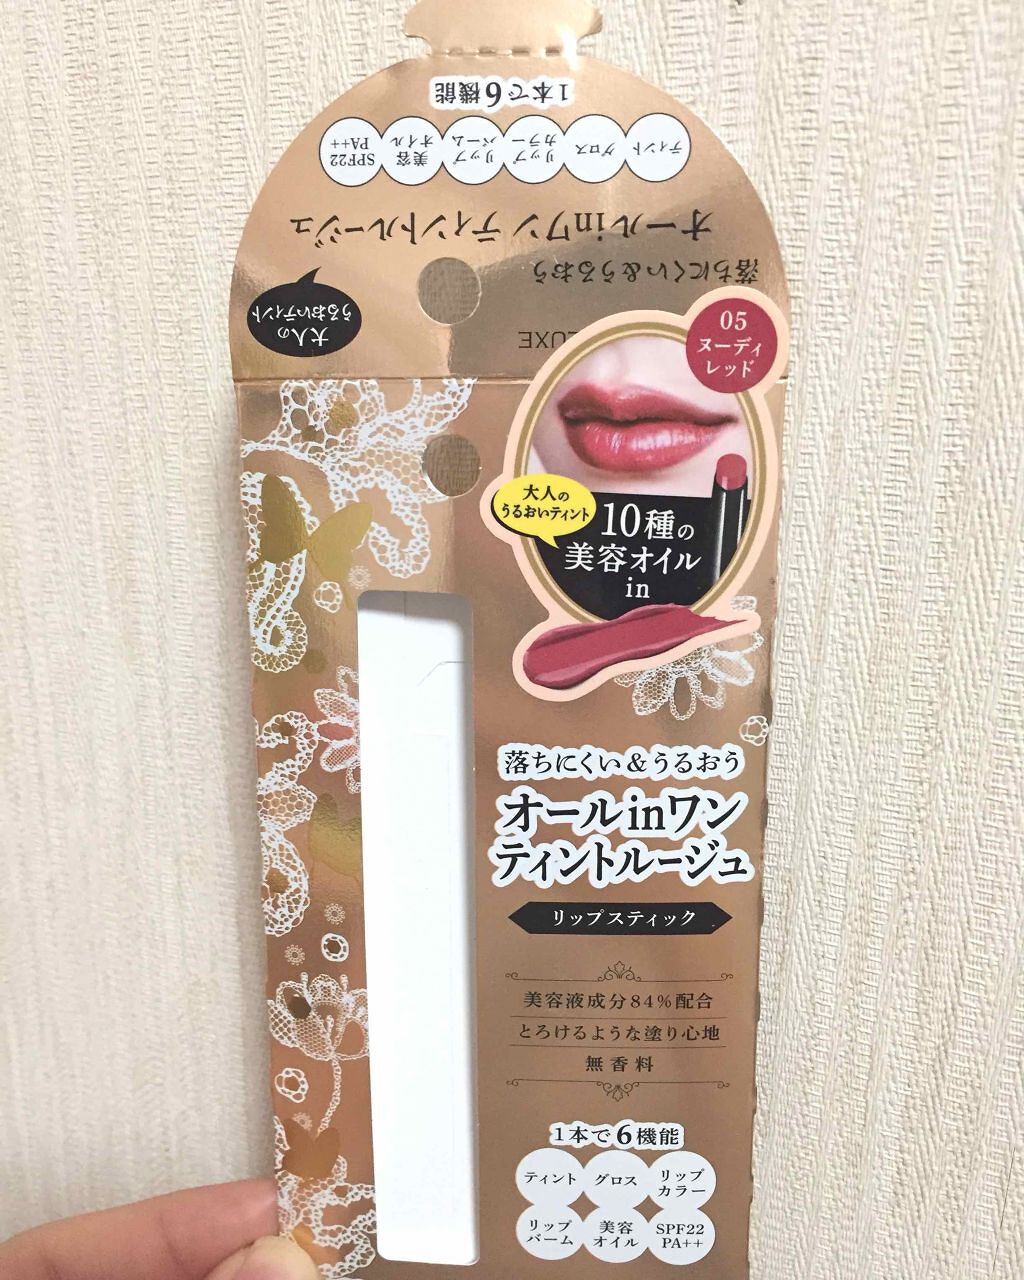 1本で6機能
ティント
グロス
リップ
カラー
リップ
バーム
美容
オイル
SPF22
PA++
オールinワン ティントルージュ
落ちにくい&うるおう
大人の
うるおいティント
LUXE
05
ヌーディ
レッド
大人の
うるおいティント
10種の
美容オイル
in
落ちにくい&うるおう
オールinワン
ティントルージュ
リップスティック
美容液成分84%配合
とろけるような塗り心地
無香料
1本で6機能
ティント
グロス
リップ
カラー
リップ
バーム
美容
オイル
SPF22
PA++